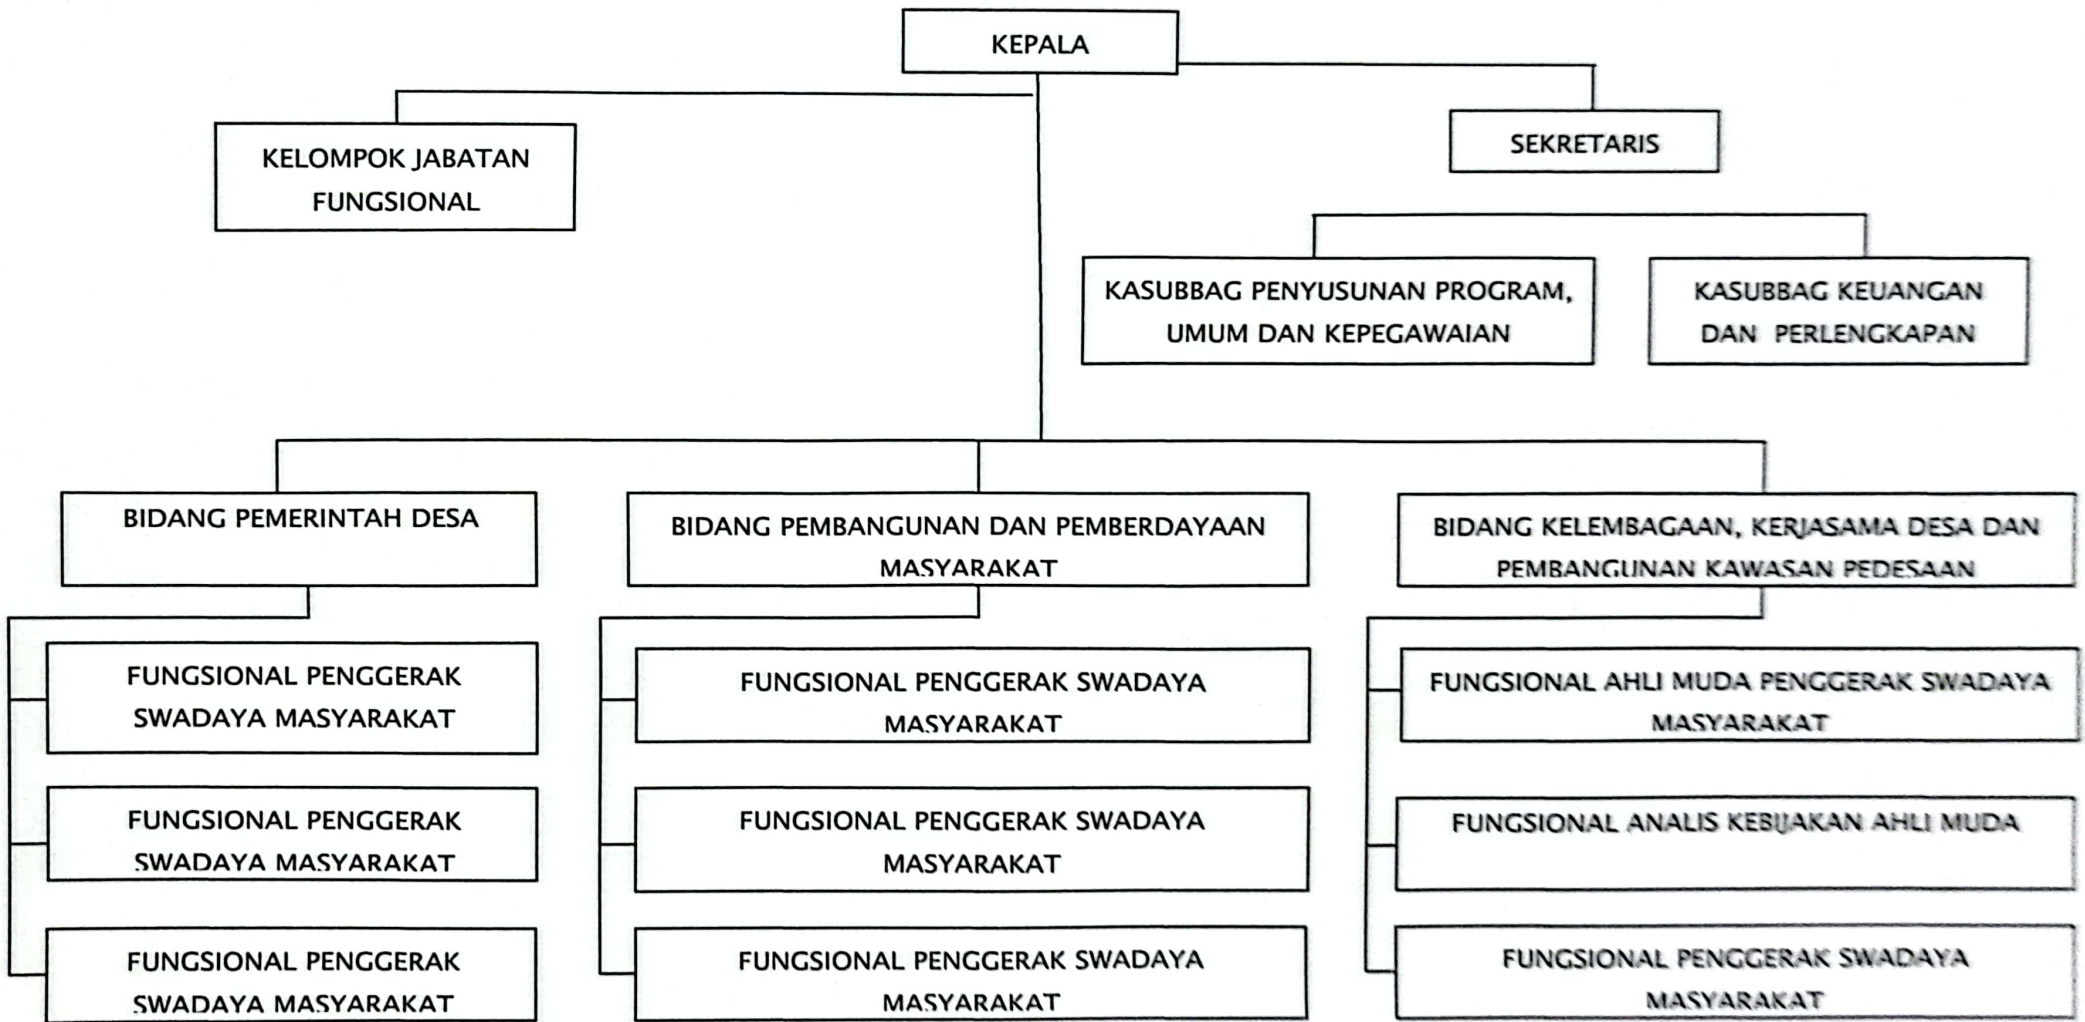 KEPALA
KELOMPOK JABATAN
FUNGSIONAL
SEKRETARIS
KASUBBAG PENYUSUNAN PROGRAM,
UMUM DAN KEPEGAWAIAN
KASUBBAG KEUANGAN
DAN PERLENGKAPAN
BIDANG PEMERINTAH DESA
BIDANG PEMBANGUNAN DAN PEMBERDAYAAN
MASYARAKAT
BIDANG KELEMBAGAAN, KERJASAMA DESA DAN
PEMBANGUNAN KAWASAN PEDESAAN
FUNGSIONAL PENGGERAK
SWADAYA MASYARAKAT
FUNGSIONAL PENGGERAK SWADAYA
MASYARAKAT
FUNGSIONAL AHLI MUDA PENGGERAK SWADAYA
MASYARAKAT
FUNGSIONAL PENGGERAK
SWADAYA MASYARAKAT
FUNGSIONAL PENGGERAK SWADAYA
MASYARAKAT
FUNGSIONAL ANALIS KEBIJAKAN AHLI MUDA
FUNGSIONAL PENGGERAK
SWADAYA MASYARAKAT
FUNGSIONAL PENGGERAK SWADAYA
MASYARAKAT
FUNGSIONAL PENGGERAK SWADAYA
MASYARAKAT